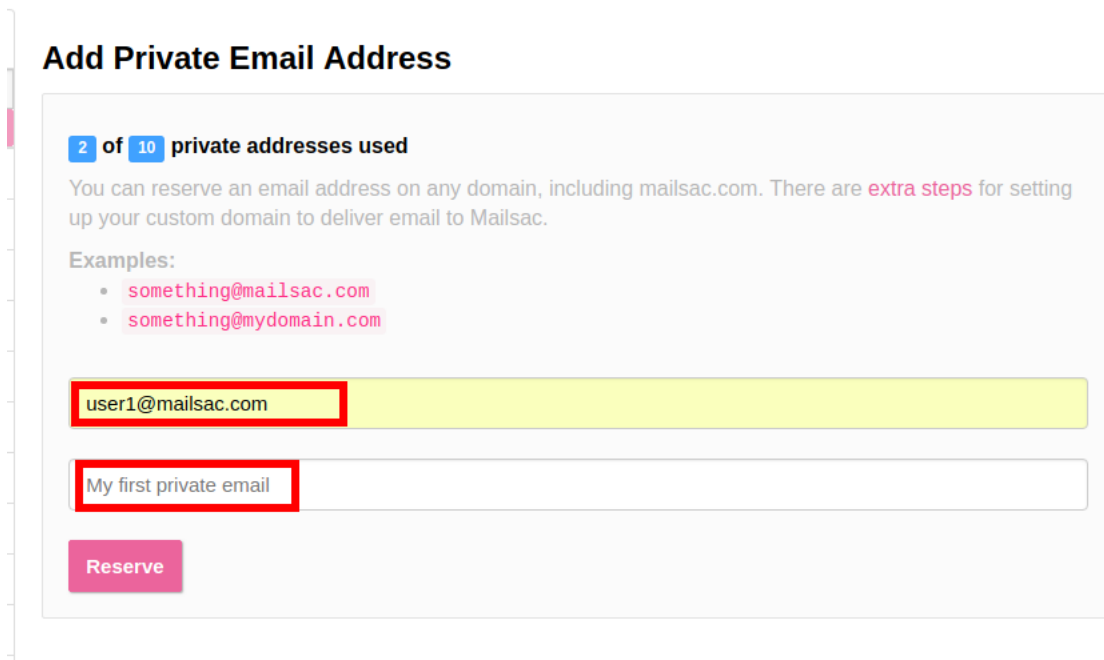 Add Private Email Address
2 of 10 private addresses used
You can reserve an email address on any domain, including mailsac.com. There are extra steps for setting
up your custom domain to deliver email to Mailsac.
Examples:
• something@mailsac.com
• something@mydomain.com
user1@mailsac.com
My first private email
Reserve